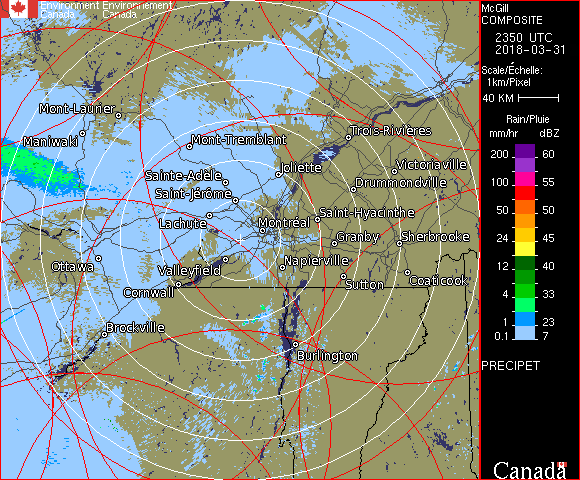 Environment Environnement
Canada Canada
Mont-Laurier
Maniwaki
Mont-Tremblant
Trois-Rivières
Joliette
Victoriaville
Sainte-Adèle
Drummondville
Saint-Jérôme
Saint-Hyacinthe
Lachute
Montréal
Granby
Sherbrooke
Ottawa
Valleyfield
Napierville
Coaticook
Cornwall
Sutton
Brockville
Burlington
McGill
COMPOSITE
2350 UTC
2018-03-31
Scale/Échelle:
1km/Pixel
40 KM
Rain/Pluie
mm/hr dBZ
200 60
100 55
50 50
24 45
12 40
8 33
4 30
1 23
0.1 7
PRECIPET
Canada